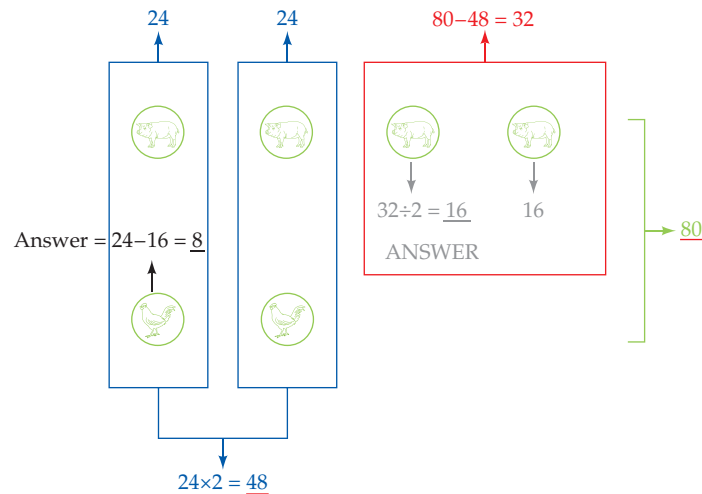 24
24
80−48 = 32
32÷2 = 16
16
80
Answer = 24−16 = 8
ANSWER
24×2 = 48